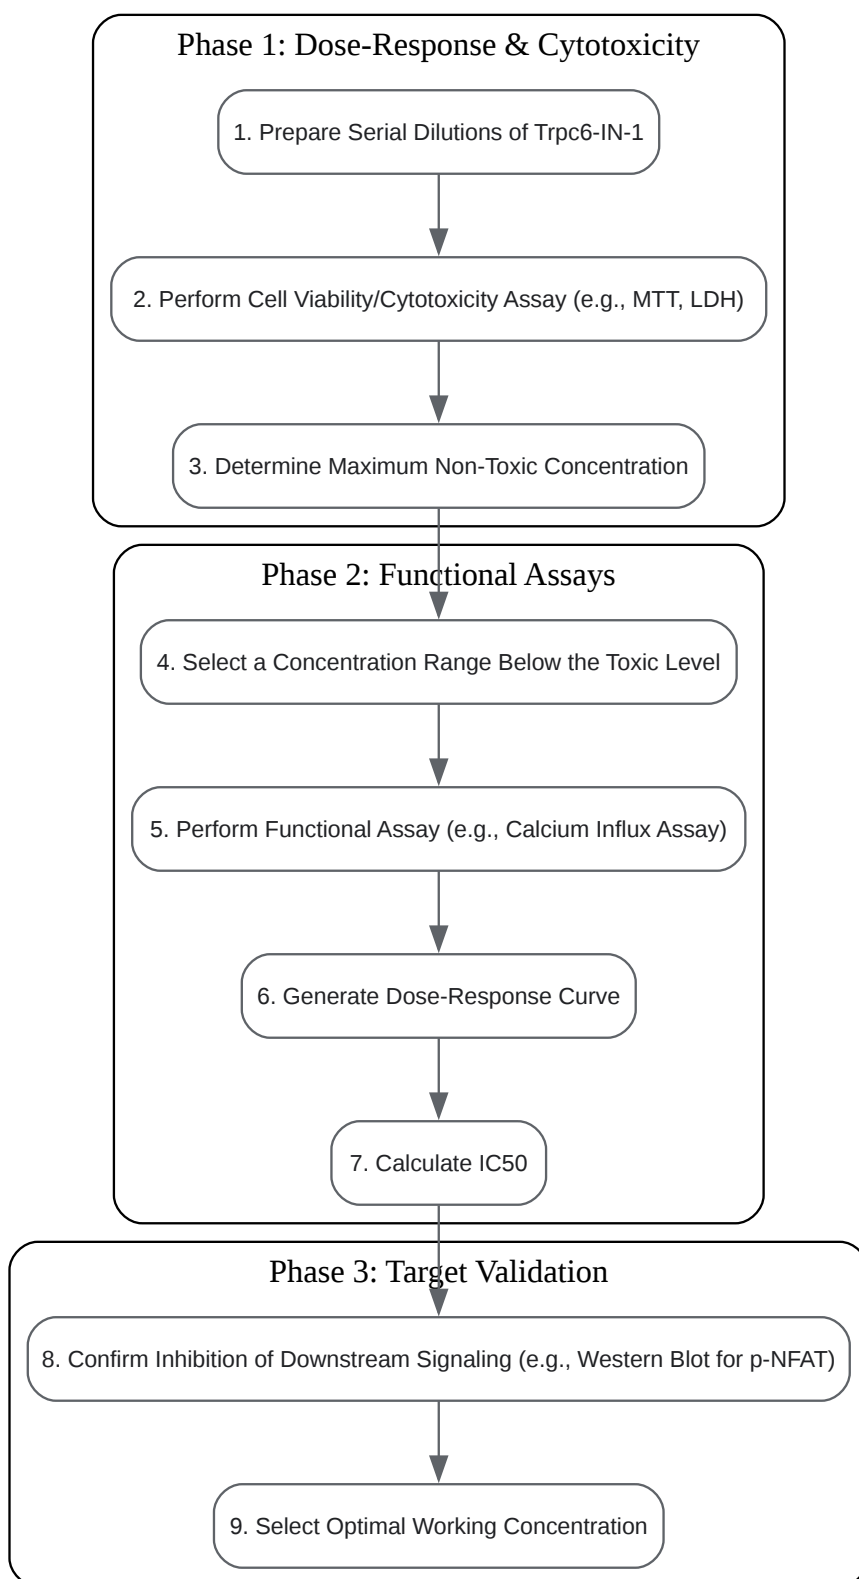 Phase 1: Dose-Response & Cytotoxicity
1. Prepare Serial Dilutions of Trpc6-IN-1
2. Perform Cell Viability/Cytotoxicity Assay (e.g., MTT, LDH)
3. Determine Maximum Non-Toxic Concentration
Phase 2: Functional Assays
4. Select a Concentration Range Below the Toxic Level
5. Perform Functional Assay (e.g., Calcium Influx Assay)
6. Generate Dose-Response Curve
7. Calculate IC50
Phase 3: Target Validation
8. Confirm Inhibition of Downstream Signaling (e.g., Western Blot for p-NFAT)
9. Select Optimal Working Concentration